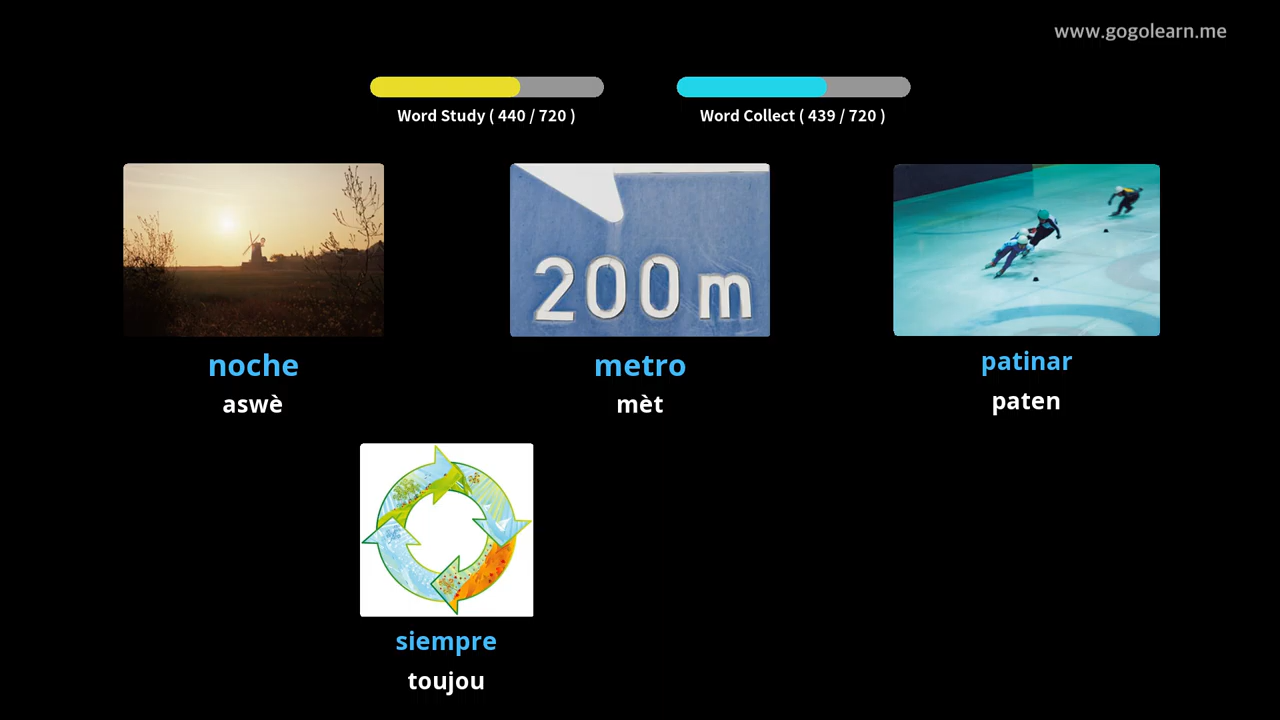 www.gogolearn.me
Word Study ( 440 / 720 )
Word Collect ( 439 / 720 )
200 m
noche
aswè
metro
mèt
patinar
paten
siempre
toujou